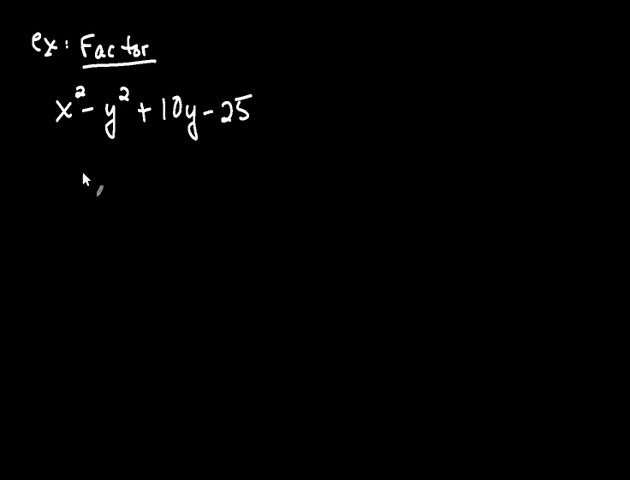 ex: Factor
x² - y² + 10y - 25